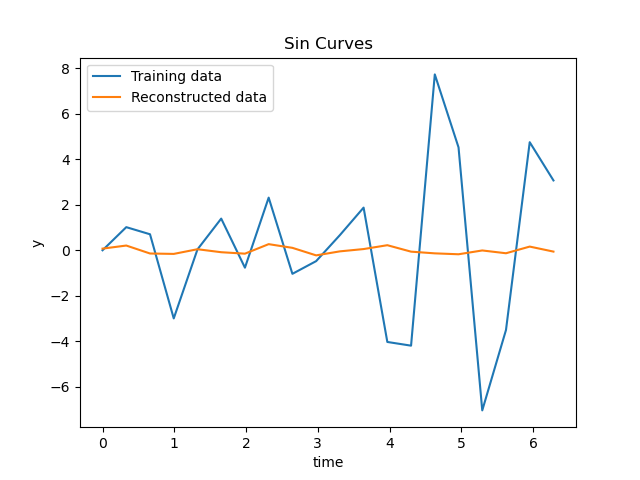 Sin Curves
Training data
Reconstructed data
y
8
6
4
2
0
−2
−4
−6
0 1 2 3 4 5 6
time